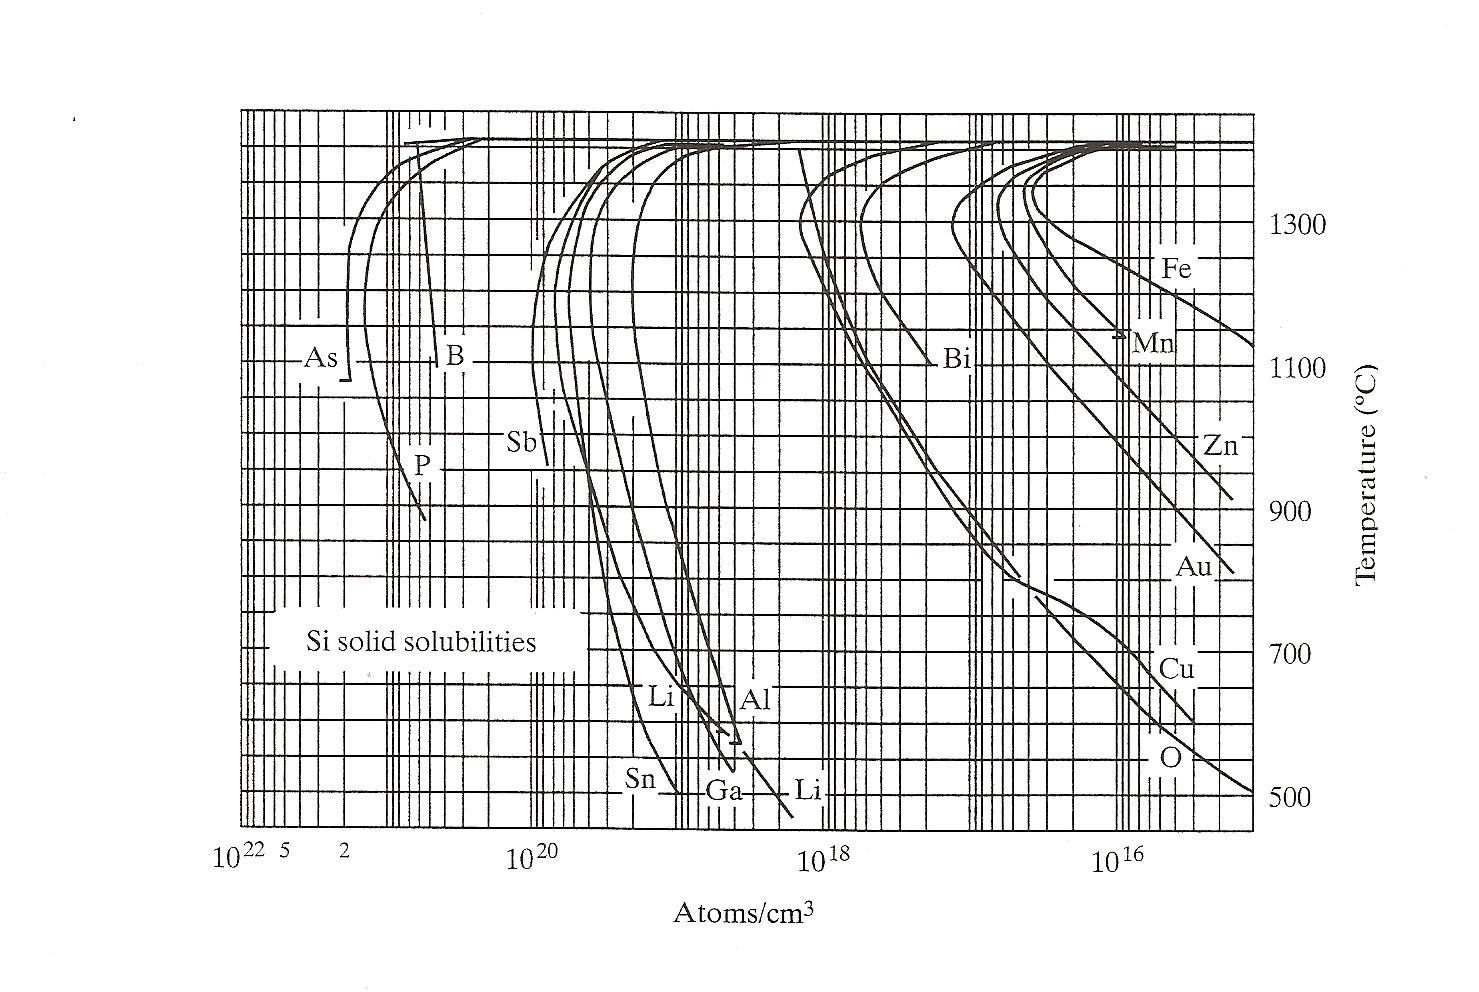 1300
Fe
Mn
As
B
Bi
1100
Sb
Zn
P
900
Au
Si solid solubilities
700
Cu
Li
Al
O
Sn
Ga
Li
500
10²² 5 2 10²⁰ 10¹⁸ 10¹⁶
Atoms/cm³
Temperature (°C)